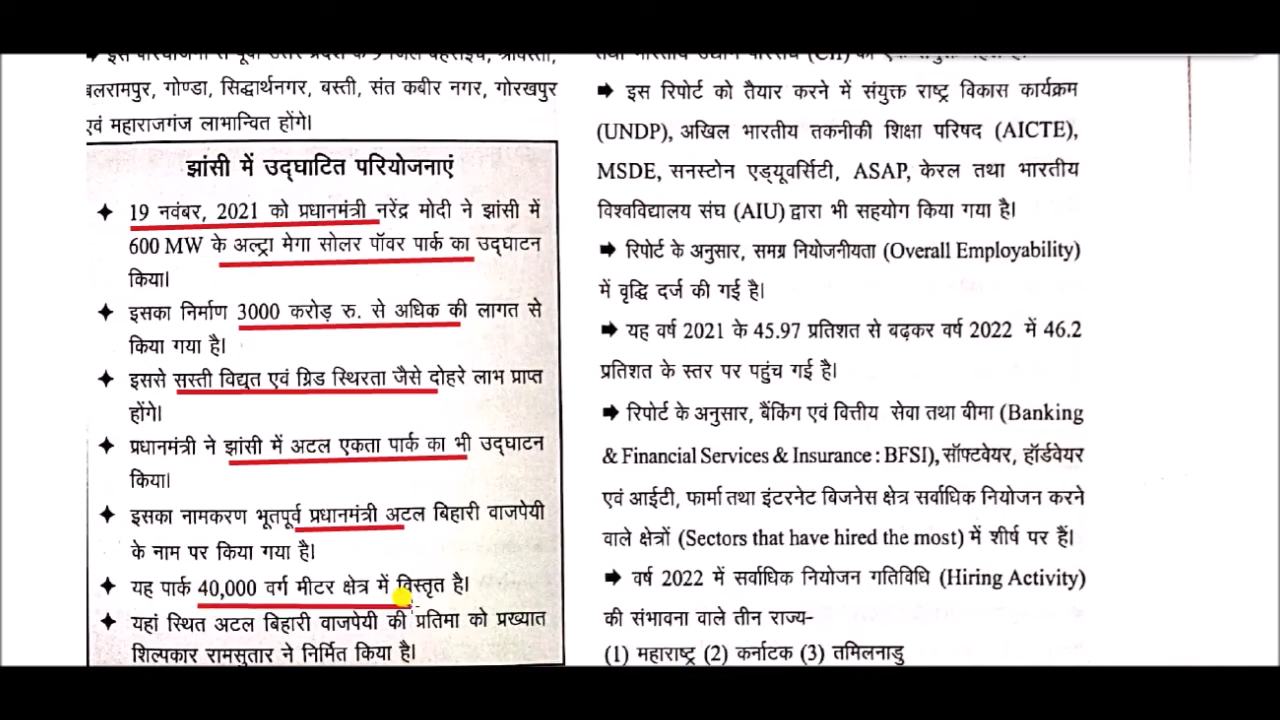 बलरामपुर, गोण्डा, सिद्धार्थनगर, बस्ती, संत कबीर नगर, गोरखपुर
एवं महाराजगंज लाभान्वित होंगे।
झांसी में उद्घाटित परियोजनाएं
✦ 19 नवंबर, 2021 को प्रधानमंत्री नरेंद्र मोदी ने झांसी में
600 MW के अल्ट्रा मेगा सोलर पॉवर पार्क का उद्घाटन
किया।
✦ इसका निर्माण 3000 करोड़ रु. से अधिक की लागत से
किया गया है।
✦ इससे सस्ती विद्युत एवं ग्रिड स्थिरता जैसे दोहरे लाभ प्राप्त
होंगे।
✦ प्रधानमंत्री ने झांसी में अटल एकता पार्क का भी उद्घाटन
किया।
✦ इसका नामकरण भूतपूर्व प्रधानमंत्री अटल बिहारी वाजपेयी
के नाम पर किया गया है।
✦ यह पार्क 40,000 वर्ग मीटर क्षेत्र में विस्तृत है।
✦ यहां स्थित अटल बिहारी वाजपेयी की प्रतिमा को प्रख्यात
शिल्पकार रामसुतार ने निर्मित किया है।
➡ इस रिपोर्ट को तैयार करने में संयुक्त राष्ट्र विकास कार्यक्रम
(UNDP), अखिल भारतीय तकनीकी शिक्षा परिषद (AICTE),
MSDE, सनस्टोन एड्यूवर्सिटी, ASAP, केरल तथा भारतीय
विश्वविद्यालय संघ (AIU) द्वारा भी सहयोग किया गया है।
➡ रिपोर्ट के अनुसार, समग्र नियोजनीयता (Overall Employability)
में वृद्धि दर्ज की गई है।
➡ यह वर्ष 2021 के 45.97 प्रतिशत से बढ़कर वर्ष 2022 में 46.2
प्रतिशत के स्तर पर पहुंच गई है।
➡ रिपोर्ट के अनुसार, बैंकिंग एवं वित्तीय सेवा तथा बीमा (Banking
& Financial Services & Insurance : BFSI), सॉफ्टवेयर, हॉर्डवेयर
एवं आईटी, फार्मा तथा इंटरनेट बिजनेस क्षेत्र सर्वाधिक नियोजन करने
वाले क्षेत्रों (Sectors that have hired the most) में शीर्ष पर हैं।
➡ वर्ष 2022 में सर्वाधिक नियोजन गतिविधि (Hiring Activity)
की संभावना वाले तीन राज्य-
(1) महाराष्ट्र (2) कर्नाटक (3) तमिलनाडु